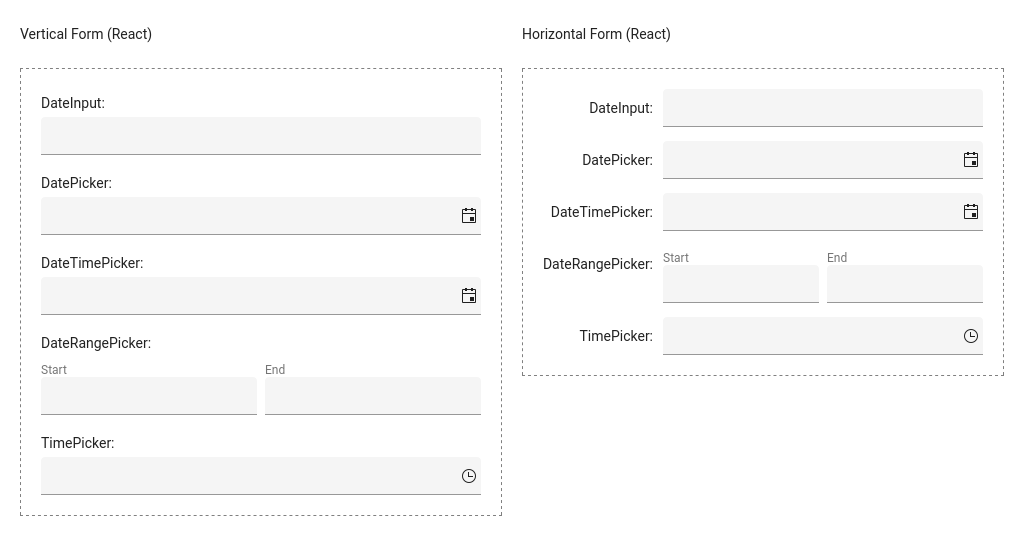 Vertical Form (React)
DateInput:
DatePicker:
DateTimePicker:
DateRangePicker:
Start End
TimePicker:
Horizontal Form (React)
DateInput:
DatePicker:
DateTimePicker:
DateRangePicker:
Start End
TimePicker: